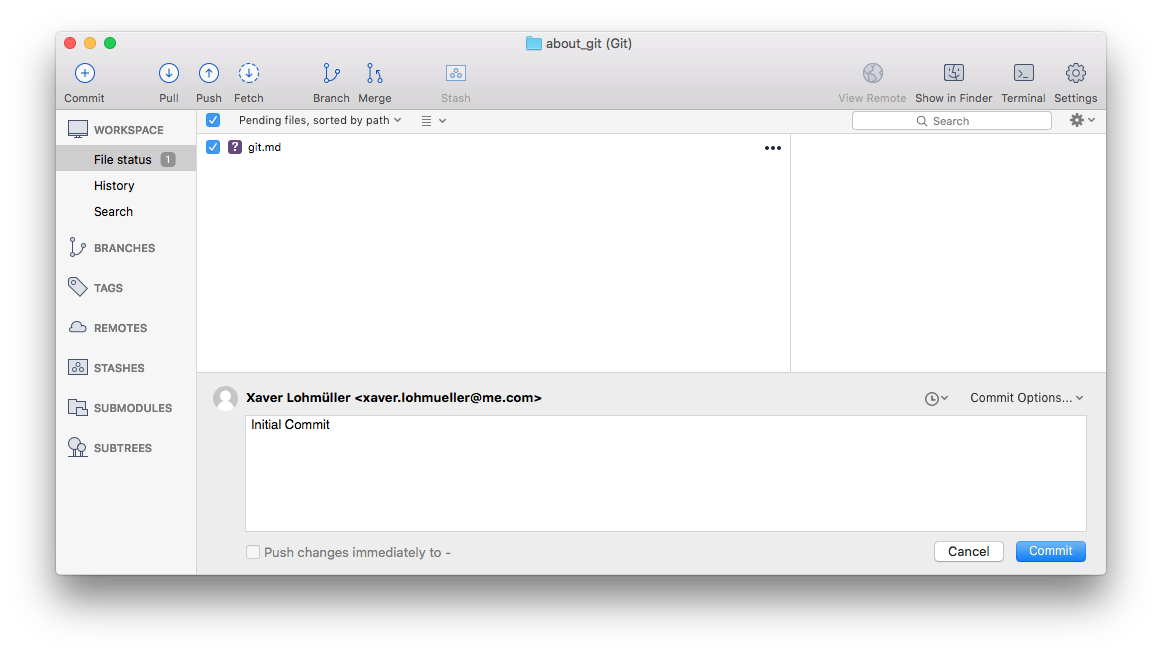 about_git (Git)
Commit Pull Push Fetch Branch Merge Stash View Remote Show in Finder Terminal Settings
WORKSPACE
File status 1
History
Search
BRANCHES
TAGS
REMOTES
STASHES
SUBMODULES
SUBTREES
Pending files, sorted by path
Search
? git.md
Xaver Lohmüller <xaver.lohmueller@me.com>
Commit Options...
Initial Commit
Push changes immediately to -
Cancel Commit